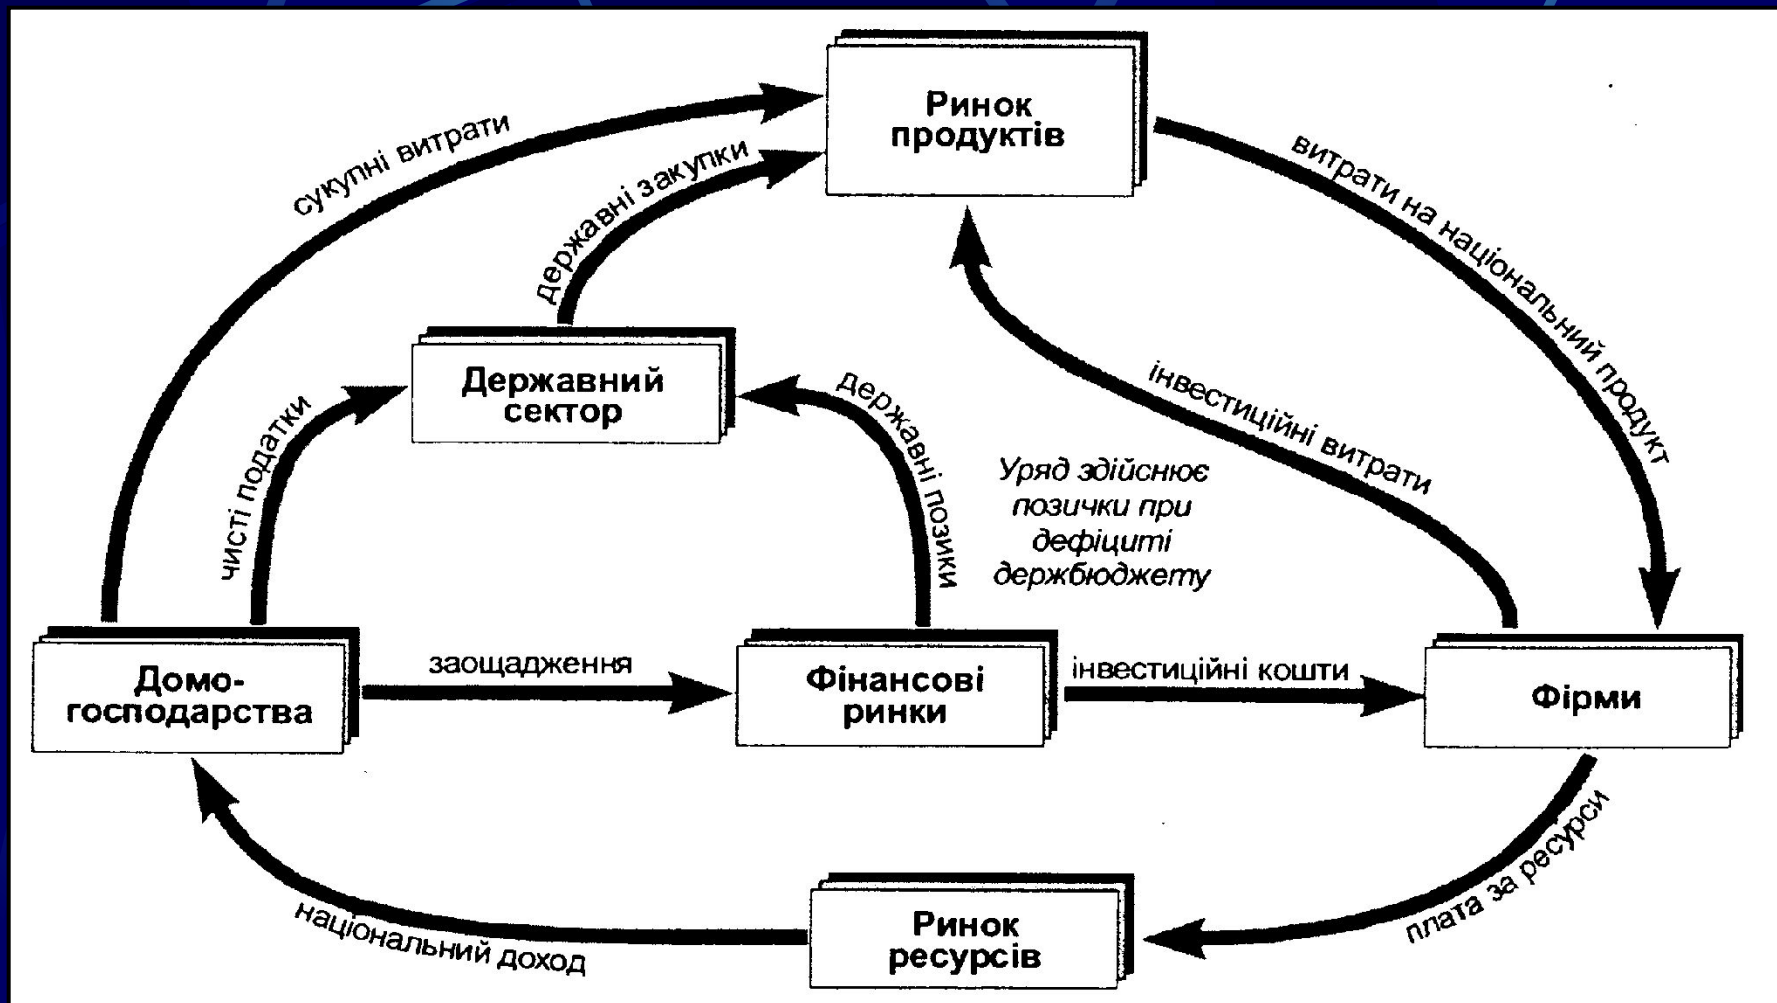 Ринок
продуктів
сукупні витрати
державні закупки
витрати на національний продукт
Державний
сектор
чисті податки
державні позики
інвестиційні витрати
Уряд здійснює
позички при
дефіциті
держбюджету
Домо-
господарства
заощадження
Фінансові
ринки
інвестиційні кошти
Фірми
національний доход
Ринок
ресурсів
плата за ресурси